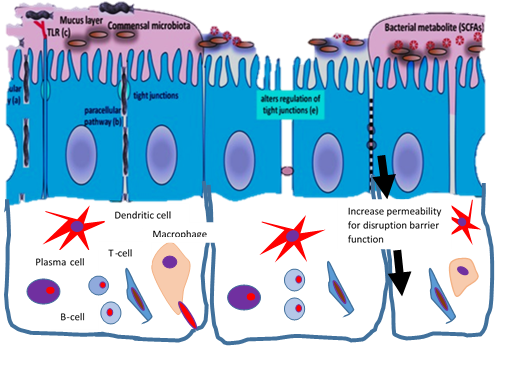 Mucus layer
Commensal microbiota
TLR (c)
Bacterial metabolite (SCFAs)
(a)
tight junctions
paracellular
pathway (b)
alters regulation of
tight junctions (e)
Dendritic cell
Macrophage
T-cell
Plasma cell
B-cell
Increase permeability
for disruption barrier
function